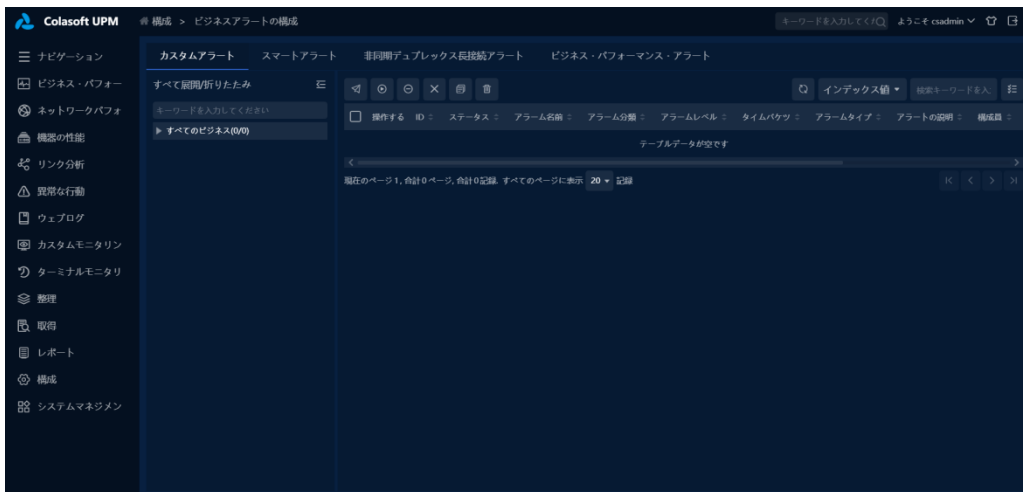 Colasoft UPM
構成 > ビジネスアラートの構成
キーワードを入力してくた
ようこそ csadmin
ナビゲーション
ビジネス・パフォー
ネットワークパフォ
機器の性能
リンク分析
異常な行動
ウェブログ
カスタムモニタリン
ターミナルモニタリ
整理
取得
レポート
構成
システムマネジメン
カスタムアラート
スマートアラート
非同期デュプレックス長接続アラート
ビジネス・パフォーマンス・アラート
すべて展開/折りたたみ
キーワードを入力してください
すべてのビジネス(0/0)
インデックス値
検索キーワードを入
操作する ID ステータス アラーム名前 アラーム分類 アラームレベル タイムバケツ アラームタイプ アラートの説明 構成員
テーブルデータが空です
現在のページ 1, 合計 0 ページ, 合計 0 記録. すべてのページに表示 20 記録